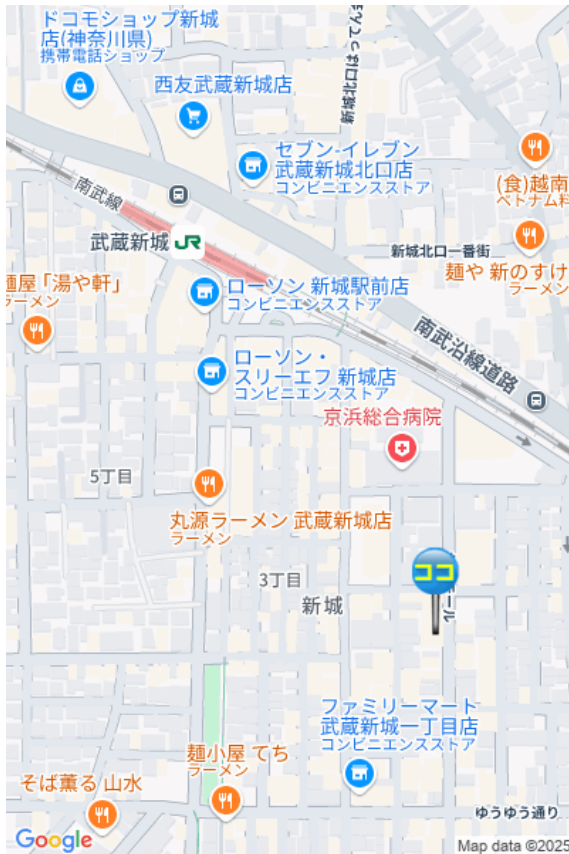 ドコモショップ新城
店(神奈川県)
携帯電話ショップ
西友武蔵新城店
新城北口はってんあ
セブン-イレブン
武蔵新城北口店
コンビニエンスストア
(食)越南
ベトナム料
南武線
武蔵新城
JR
新城北口一番街
麺や 新のすけ
ラーメン
麺屋「湯や軒」
ラーメン
ローソン 新城駅前店
コンビニエンスストア
南武沿線道路
ローソン・
スリーエフ 新城店
コンビニエンスストア
京浜総合病院
5丁目
丸源ラーメン 武蔵新城店
ラーメン
3丁目
新城
ココ
ール
ファミリーマート
武蔵新城一丁目店
コンビニエンスストア
麺小屋 てち
ラーメン
そば薫る 山水
ゆうゆう通り
Google
Map data ©2025